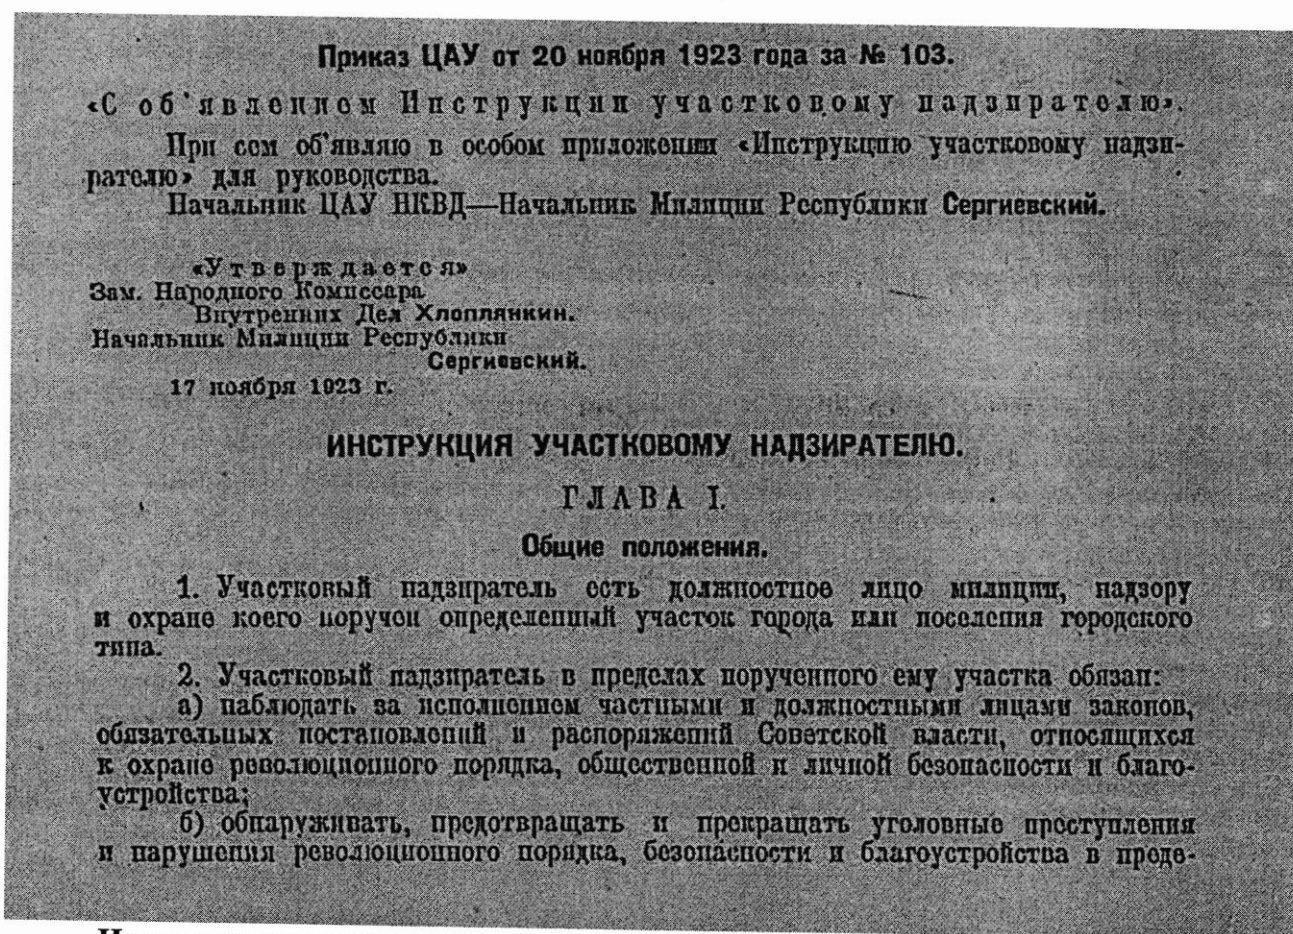 Приказ ЦАУ от 20 ноября 1923 года за № 103.
«С об'явлением Инструкции участковому надзирателю».
При сем об'являю в особом приложении «Инструкцию участковому надзи-
рателю» для руководства.
Начальник ЦАУ НКВД—Начальник Милиции Республики Сергиевский.
«Утверждается»
Зам. Народного Комиссара
Внутренних Дел Хлоплянкин.
Начальник Милиции Республики
Сергиевский.
17 ноября 1923 г.
ИНСТРУКЦИЯ УЧАСТКОВОМУ НАДЗИРАТЕЛЮ.
ГЛАВА I.
Общие положения.
1. Участковый надзиратель есть должностное лицо милиции, надзору
и охране коего поручен определенный участок города или поселения городского
типа.
2. Участковый надзиратель в пределах порученного ему участка обязан:
а) наблюдать за исполнением частными и должностными лицами законов,
обязательных постановлений и распоряжений Советской власти, относящихся
к охране революционного порядка, общественной и личной безопасности и благо-
устройства;
б) обнаруживать, предотвращать и прекращать уголовные преступления
и нарушения революционного порядка, безопасности и благоустройства в преде-